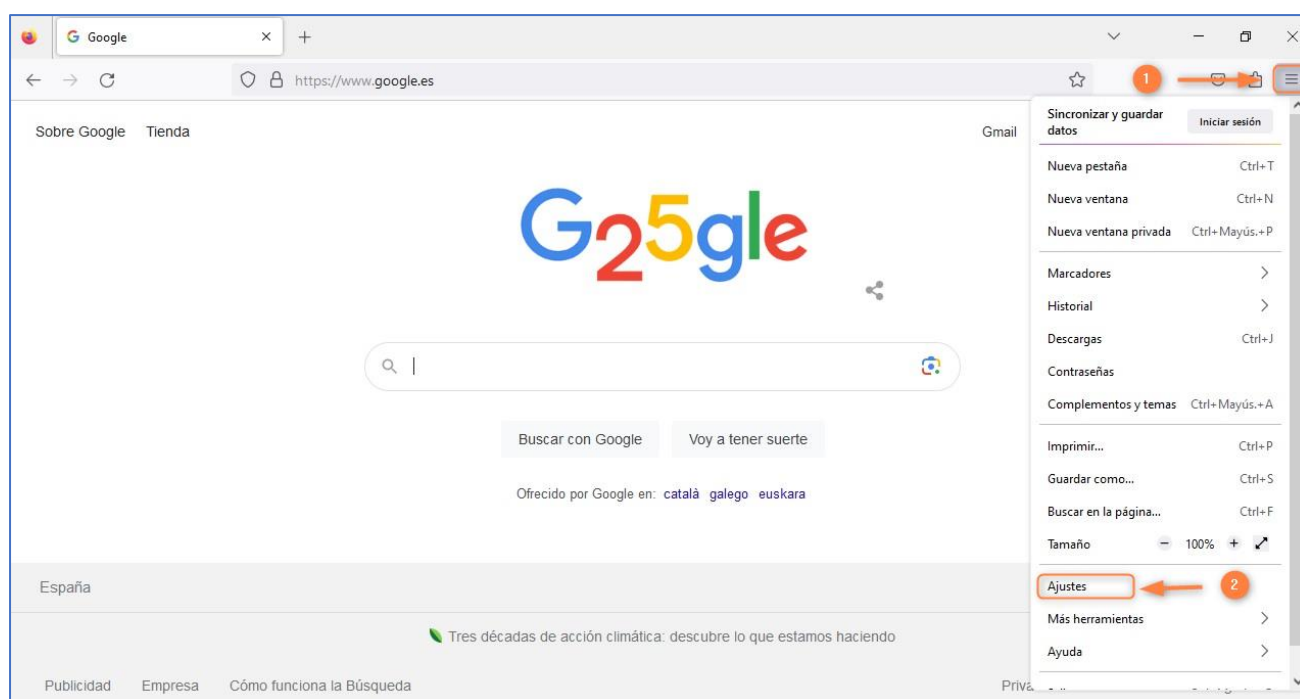 Google
https://www.google.es
1
Sobre Google Tienda
Gmail
Sincronizar y guardar
datos
Iniciar sesión
Nueva pestaña Ctrl+T
Nueva ventana Ctrl+N
Nueva ventana privada Ctrl+Mayús.+P
Marcadores
Historial
Descargas Ctrl+J
Contraseñas
Complementos y temas Ctrl+Mayús.+A
Imprimir... Ctrl+P
Guardar como... Ctrl+S
Buscar en la página... Ctrl+F
Tamaño − 100% +
Ajustes
2
Más herramientas
Ayuda
G25gle
Buscar con Google Voy a tener suerte
Ofrecido por Google en: català galego euskara
España
Tres décadas de acción climática: descubre lo que estamos haciendo
Publicidad Empresa Cómo funciona la Búsqueda